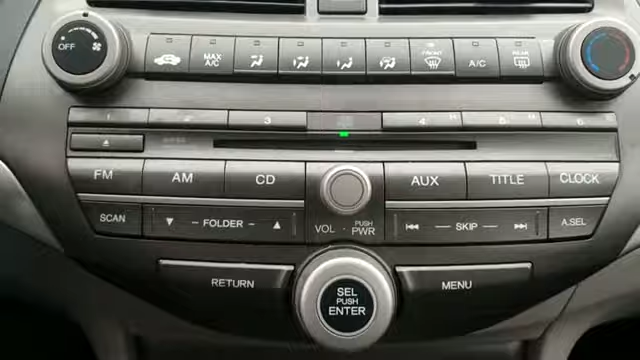 OFF
MAX
A/C
FRONT
A/C
REAR
1
3
4
5
6
FM
AM
CD
AUX
TITLE
CLOCK
SCAN
FOLDER
VOL
PUSH
PWR
SKIP
A.SEL
RETURN
MENU
SEL
PUSH
ENTER